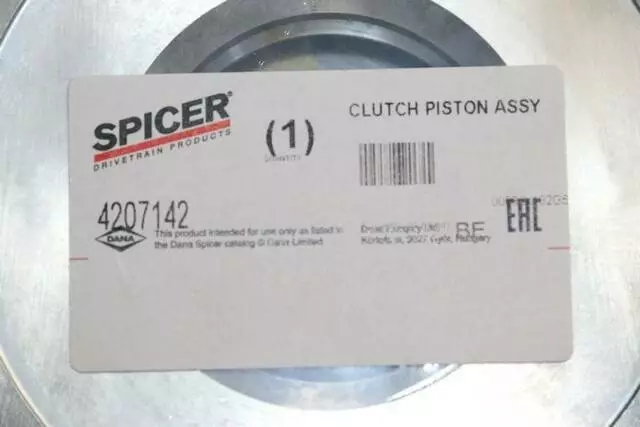 SPICER®
DRIVETRAIN PRODUCTS
(1)
QUANTITY
CLUTCH PISTON ASSY
4207142
DANA
This product intended for use only as listed in
the Dana Spicer catalog © Dana Limited
BE
EAC